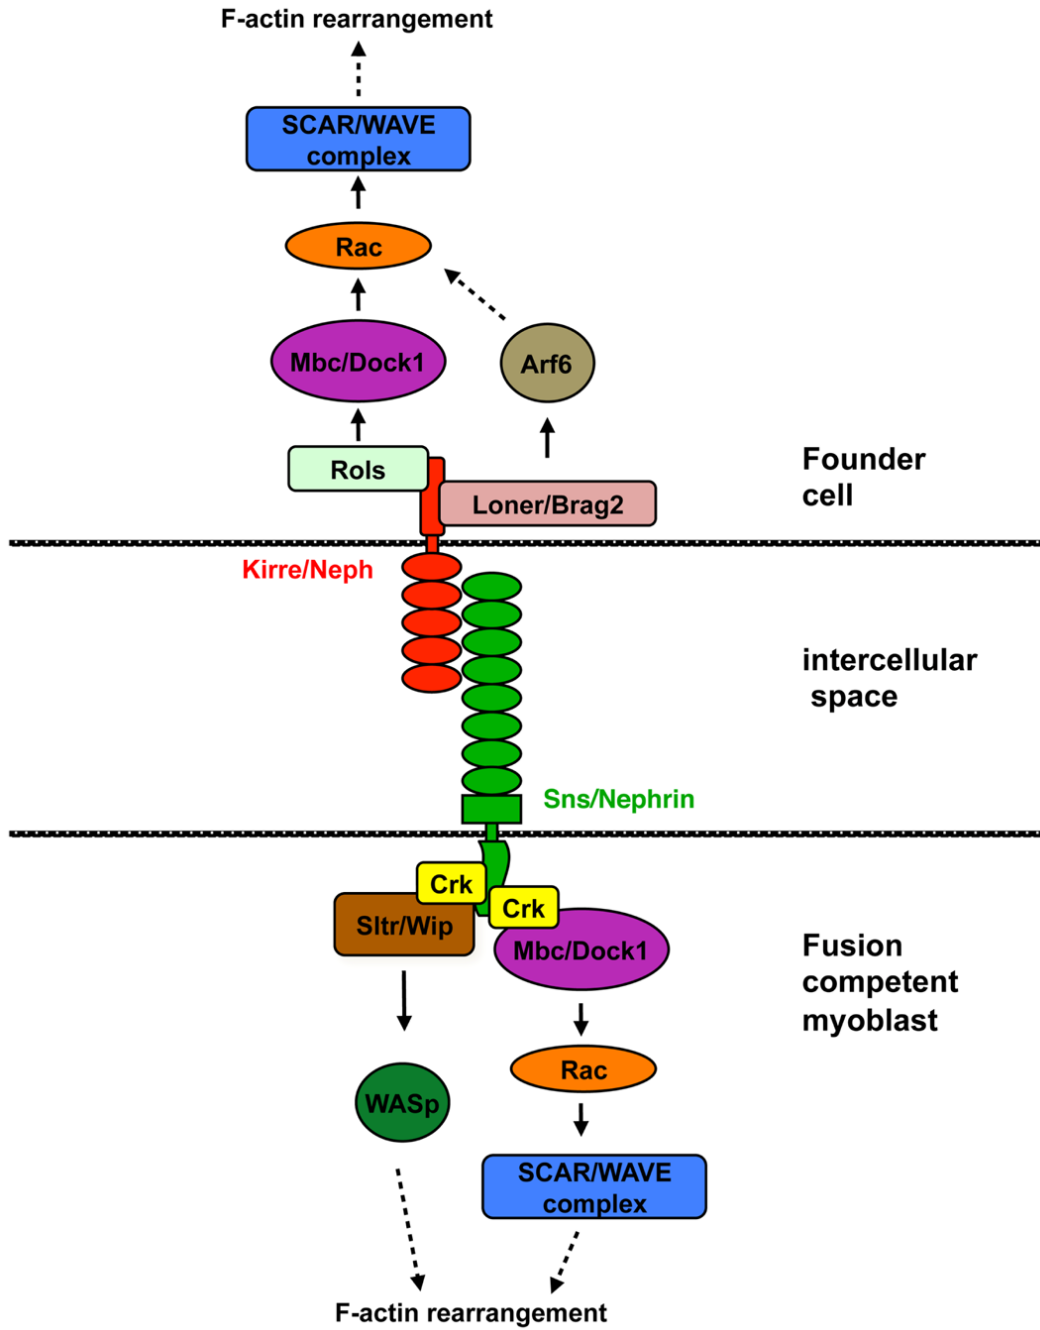 F-actin rearrangement
SCAR/WAVE
complex
Rac
Mbc/Dock1
Arf6
Rols
Loner/Brag2
Founder
cell
Kirre/Neph
intercellular
space
Sns/Nephrin
Crk
Crk
Sltr/Wip
Mbc/Dock1
Fusion
competent
myoblast
Rac
WASp
SCAR/WAVE
complex
F-actin rearrangement